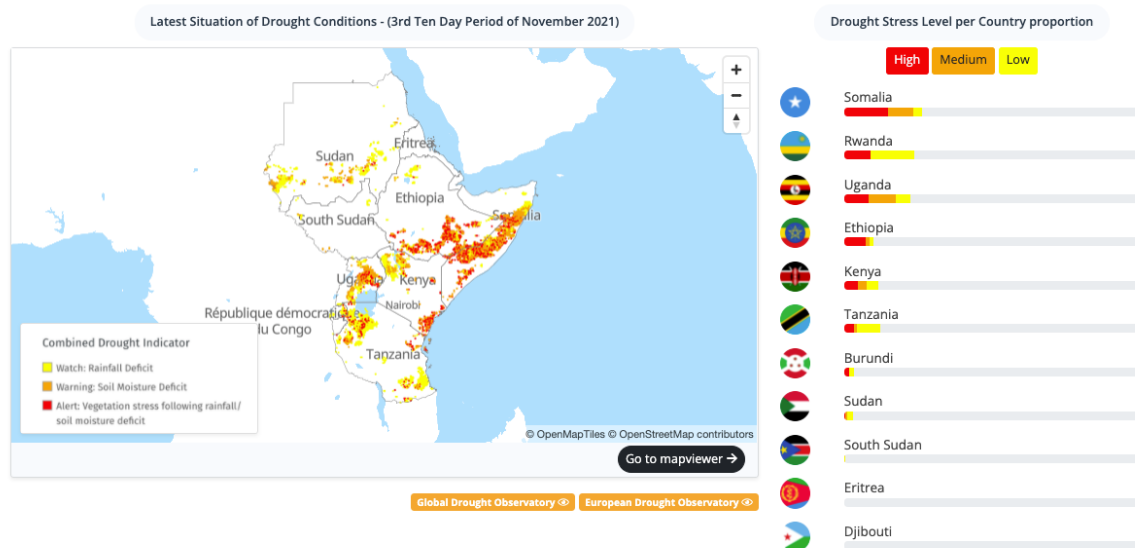 Latest Situation of Drought Conditions - (3rd Ten Day Period of November 2021)
Drought Stress Level per Country proportion
High
Medium
Low
Sudan
Eritrea
Ethiopia
South Sudan
Somalia
Uganda
Kenya
Nairobi
République démocratique
du Congo
Tanzania
Combined Drought Indicator
Watch: Rainfall Deficit
Warning: Soil Moisture Deficit
Alert: Vegetation stress following rainfall/
soil moisture deficit
© OpenMapTiles © OpenStreetMap contributors
Go to mapviewer →
Global Drought Observatory
European Drought Observatory
Somalia
Rwanda
Uganda
Ethiopia
Kenya
Tanzania
Burundi
Sudan
South Sudan
Eritrea
Djibouti